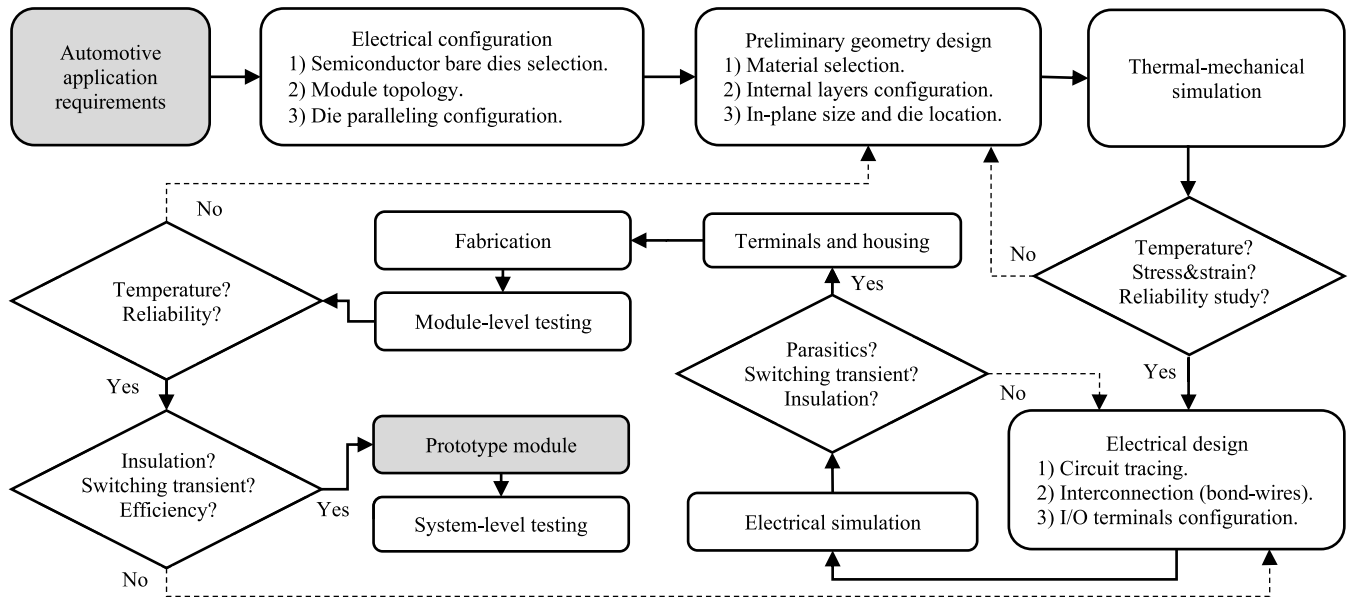 Automotive
application
requirements
Electrical configuration
1) Semiconductor bare dies selection.
2) Module topology.
3) Die paralleling configuration.
Preliminary geometry design
1) Material selection.
2) Internal layers configuration.
3) In-plane size and die location.
Thermal-mechanical
simulation
No
Fabrication
Terminals and housing
No
Temperature?
Stress&strain?
Reliability study?
Temperature?
Reliability?
Module-level testing
Yes
Parasitics?
Switching transient?
Insulation?
Yes
Yes
No
Insulation?
Switching transient?
Efficiency?
Yes
Prototype module
System-level testing
Electrical simulation
Electrical design
1) Circuit tracing.
2) Interconnection (bond-wires).
3) I/O terminals configuration.
No